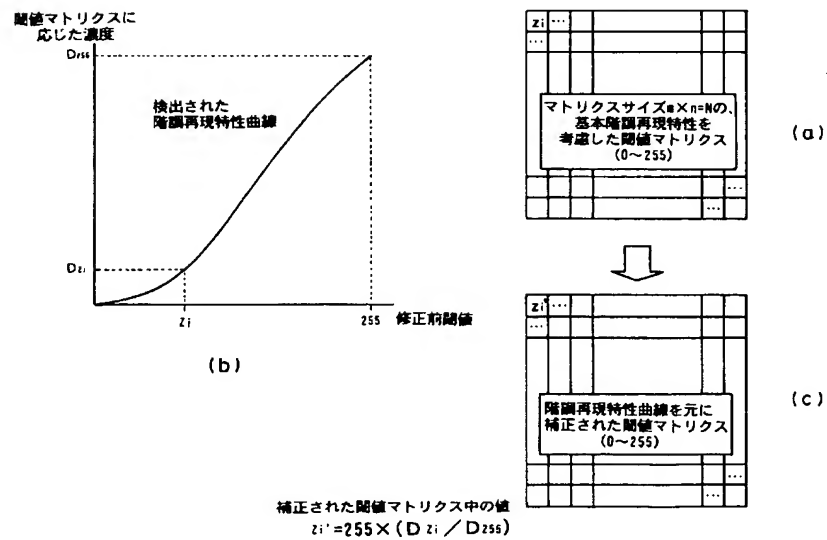 閾値マトリクスに
応じた濃度
D255
検出された
階調再現特性曲線
Dzi
zi
255
修正前閾値
(b)
zi …
…
マトリクスサイズm×n=Nの、
基本階調再現特性を
考慮した閾値マトリクス
(0～255)
…
…
(a)
zi' …
…
階調再現特性曲線を元に
補正された閾値マトリクス
(0～255)
…
…
(c)
補正された閾値マトリクス中の値
zi'=255×(Dzi／D255)